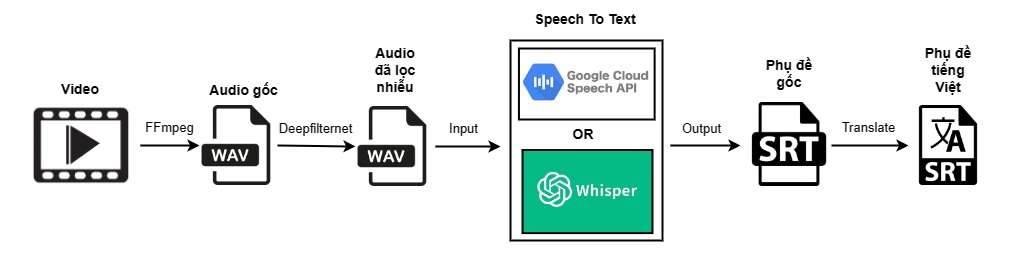 Video
FFmpeg
Audio gốc
WAV
Deepfilternet
Audio
đã lọc
nhiễu
WAV
Input
Speech To Text
Google Cloud
Speech API
OR
Whisper
Output
Phụ đề
gốc
SRT
Translate
Phụ đề
tiếng
Việt
文A
SRT